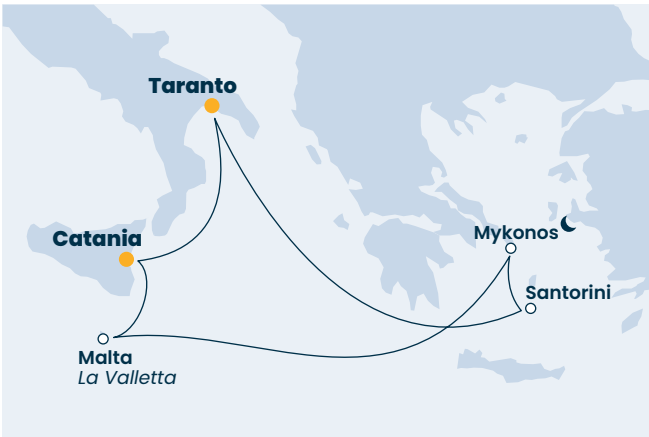 Taranto
Catania
Mykonos
Santorini
Malta
La Valletta